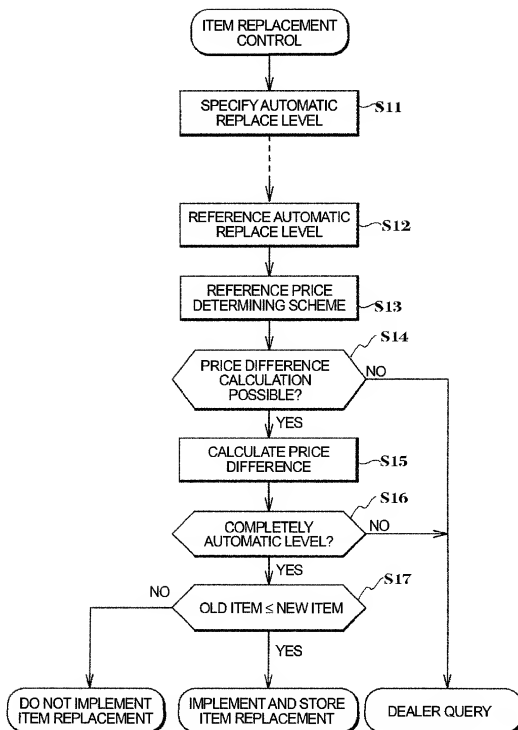 ITEM REPLACEMENT
CONTROL
SPECIFY AUTOMATIC
REPLACE LEVEL
S11
REFERENCE AUTOMATIC
REPLACE LEVEL
S12
REFERENCE PRICE
DETERMINING SCHEME
S13
S14
PRICE DIFFERENCE
CALCULATION
POSSIBLE?
NO
YES
CALCULATE PRICE
DIFFERENCE
S15
S16
COMPLETELY
AUTOMATIC LEVEL?
NO
YES
S17
NO
OLD ITEM ≤ NEW ITEM
YES
DO NOT IMPLEMENT
ITEM REPLACEMENT
IMPLEMENT AND STORE
ITEM REPLACEMENT
DEALER QUERY